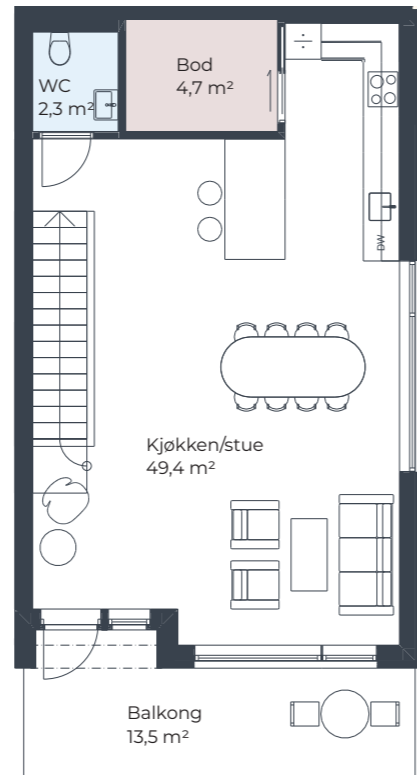 WC
2,3 m²
Bod
4,7 m²
DW
Kjøkken/stue
49,4 m²
Balkong
13,5 m²